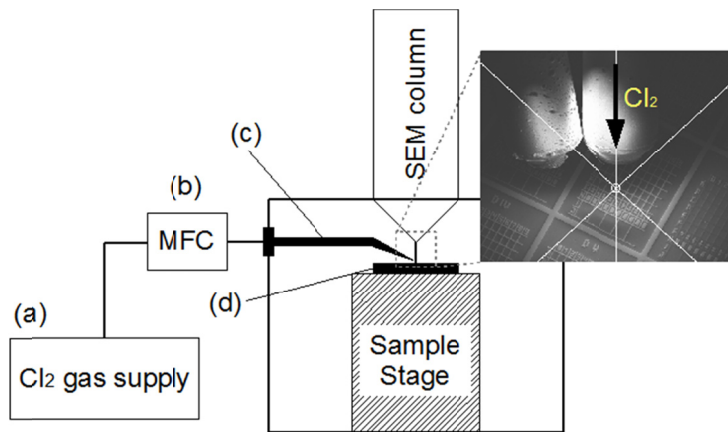 SEM column
Cl₂
(c)
(b)
MFC
(d)
(a)
Cl₂ gas supply
Sample
Stage